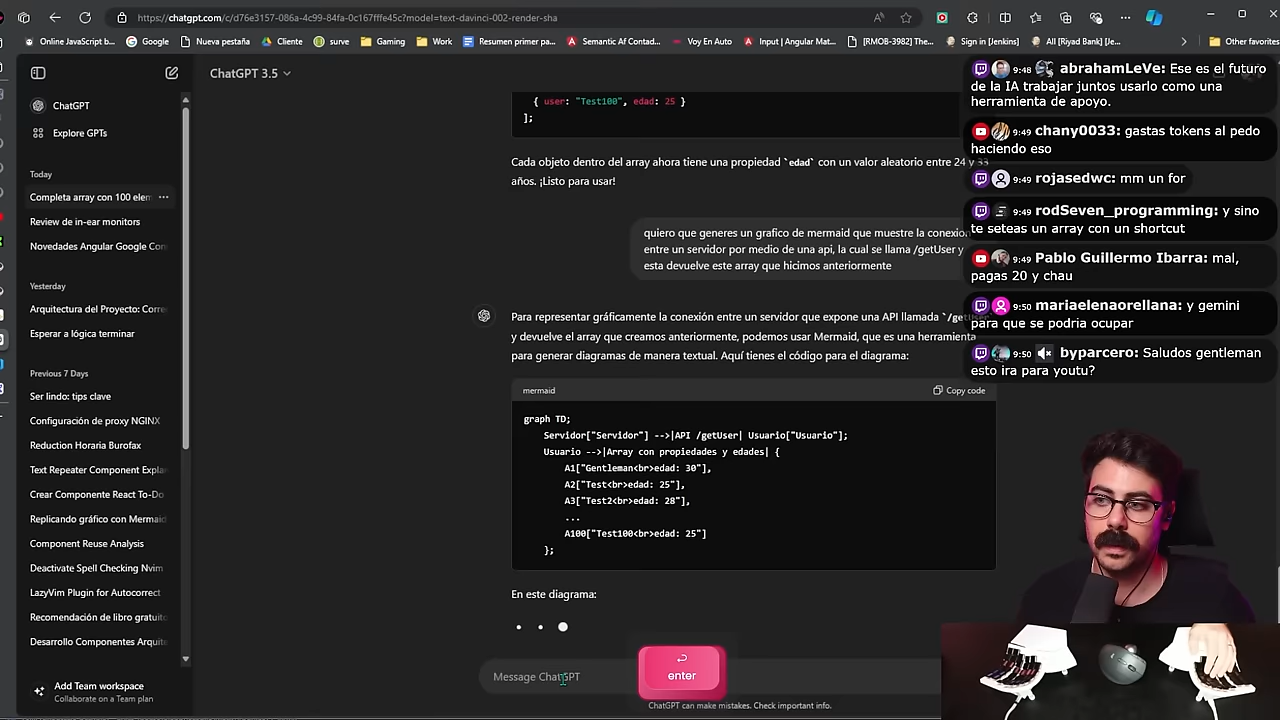 https://chatgpt.com/c/d76e3157-086a-4c99-84fa-0c167fffe45c?model=text-davinci-002-render-sha
Online JavaScript b...
Google
Nueva pestaña
Cliente
surve
Gaming
Work
Resumen primer pa...
Semantic Af Contad...
Voy En Auto
Input | Angular Mat...
[RMOB-3982] (The...
Sign in [Jenkins]
All [Riyad Bank] [Je...
Other favorites
ChatGPT
Explore GPTs
Today
Completa array con 100 elem
Review de in-ear monitors
Novedades Angular Google Con
Yesterday
Arquitectura del Proyecto: Corre
Esperar a lógica terminar
Previous 7 Days
Ser lindo: tips clave
Configuración de proxy NGINX
Reduction Horaria Burofax
Text Repeater Component Expla
Crear Componente React To-Do
Replicando gráfico con Mermaid
Component Reuse Analysis
Deactivate Spell Checking Nvim
LazyVim Plugin for Autocorrect
Recomendación de libro gratuito
Desarrollo Componentes Arquite
Add Team workspace
Collaborate on a Team plan
ChatGPT 3.5
{ user: "Test100", edad: 25 }
];
Cada objeto dentro del array ahora tiene una propiedad `edad` con un valor aleatorio entre 24 y 33
años. ¡Listo para usar!
quiero que generes un grafico de mermaid que muestre la conexion
entre un servidor por medio de una api, la cual se llama /getUser y
esta devuelve este array que hicimos anteriormente
Para representar gráficamente la conexión entre un servidor que expone una API llamada `/getUser
y devuelve el array que creamos anteriormente, podemos usar Mermaid, que es una herramienta
para generar diagramas de manera textual. Aquí tienes el código para el diagrama:
mermaid
Copy code
graph TD;
Servidor["Servidor"] -->|API /getUser| Usuario["Usuario"];
Usuario -->|Array con propiedades y edades| {
A1["Gentleman<br>edad: 30"],
A2["Test<br>edad: 25"],
A3["Test2<br>edad: 28"],
...
A100["Test100<br>edad: 25"]
};
En este diagrama:
Message ChatGPT
enter
ChatGPT can make mistakes. Check important info.
9:48 abrahamLeVe: Ese es el futuro
de la IA trabajar juntos usarlo como una
herramienta de apoyo.
9:49 chany0033: gastas tokens al pedo
haciendo eso
9:49 rojasedwc: mm un for
9:49 rodSeven_programming: y sino
te seteas un array con un shortcut
9:49 Pablo Guillermo Ibarra: mal,
pagas 20 y chau
9:50 mariaelenaorellana: y gemini
para que se podria ocupar
9:50 byparcero: Saludos gentleman
esto ira para youtu?